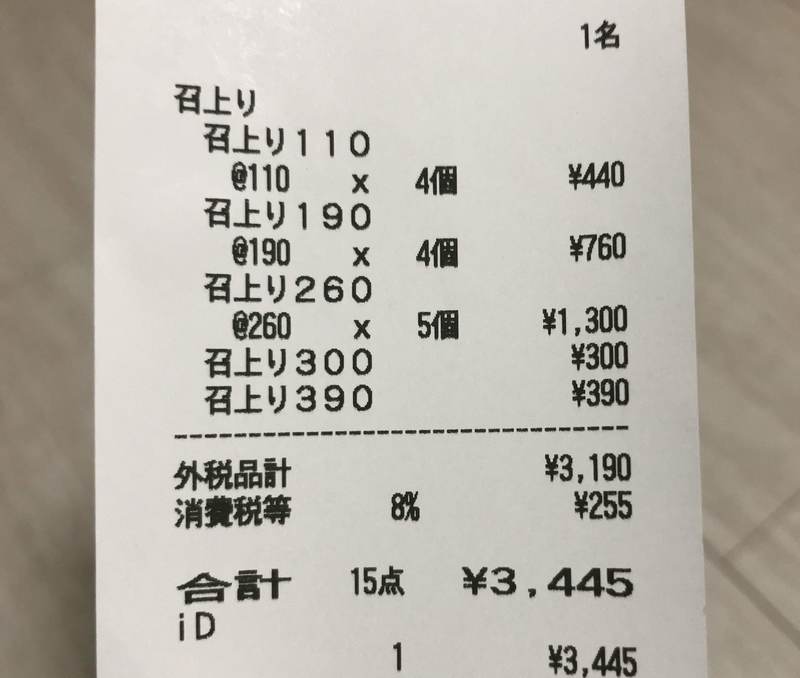 1名
召上り
召上り110
@110 x 4個 ¥440
召上り190
@190 x 4個 ¥760
召上り260
@260 x 5個 ¥1,300
召上り300 ¥300
召上り390 ¥390
外税品計 ¥3,190
消費税等 8% ¥255
合計 15点 ¥3,445
iD
1 ¥3,445